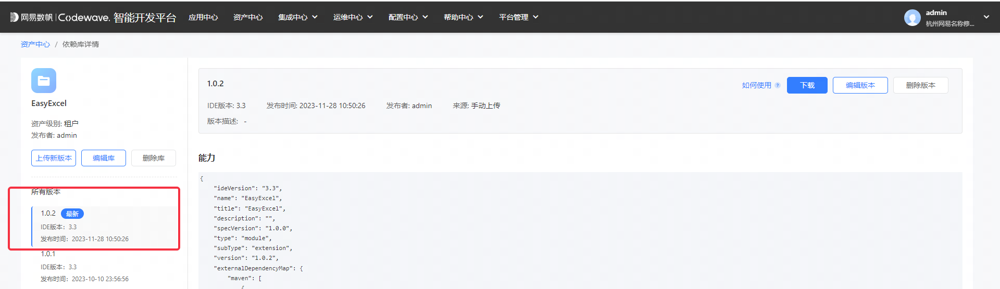 网易数帆 Codewave. 智能开发平台 应用中心 资产中心 集成中心 运维中心 配置中心 帮助中心 平台管理
admin
杭州网易名称修...
资产中心 / 依赖库详情
EasyExcel
资产级别: 租户
发布者: admin
上传新版本 编辑库 删除库
所有版本
1.0.2 最新
IDE版本: 3.3
发布时间: 2023-11-28 10:50:26
1.0.1
IDE版本: 3.3
发布时间: 2023-10-10 23:56:56
1.0.2
如何使用 ? 下载 编辑版本 删除版本
IDE版本: 3.3 发布时间: 2023-11-28 10:50:26 发布者: admin 来源: 手动上传
版本描述: -
能力
{
"ideVersion": "3.3",
"name": "EasyExcel",
"title": "EasyExcel",
"description": "",
"specVersion": "1.0.0",
"type": "module",
"subType": "extension",
"version": "1.0.2",
"externalDependencyMap": {
"maven": [
{